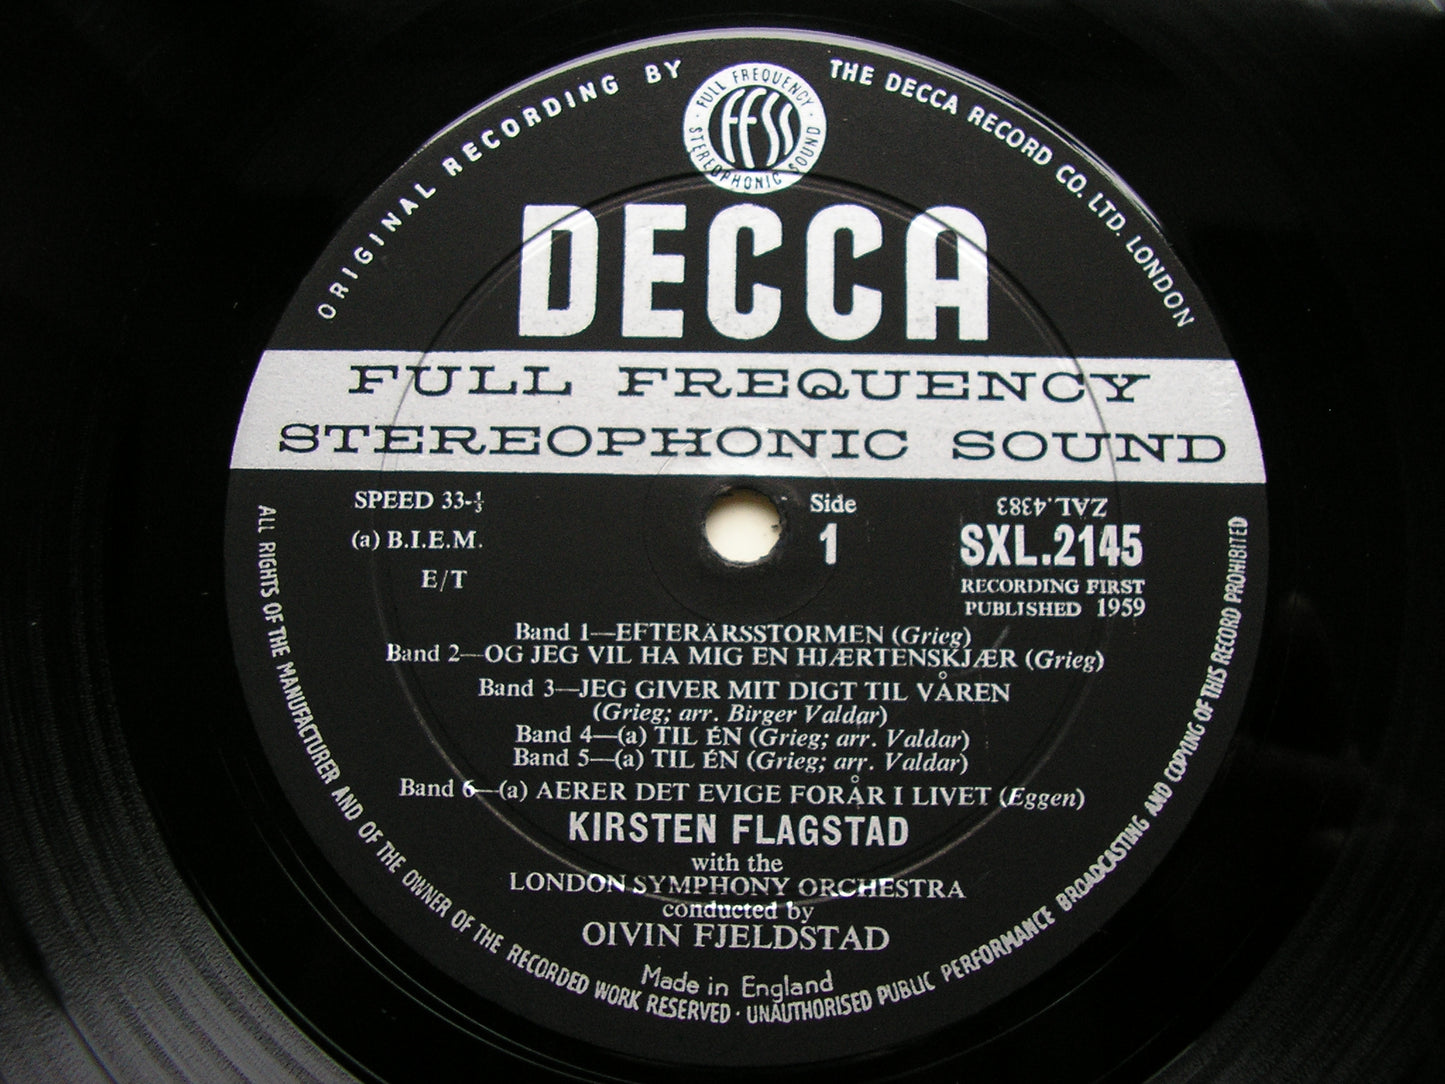 ORIGINAL RECORDING BY
THE DECCA RECORD CO. LTD. LONDON
· FULL FREQUENCY ·
STEREOPHONIC SOUND
FFSS
DECCA
FULL FREQUENCY
STEREOPHONIC SOUND
SPEED 33-⅓
(a) B.I.E.M.
E/T
Side
1
ZAL.4383
SXL.2145
RECORDING FIRST
PUBLISHED 1959
Band 1—EFTERÄRSSTORMEN (Grieg)
Band 2—OG JEG VIL HA MIG EN HJÆRTENSKJÆR (Grieg)
Band 3—JEG GIVER MIT DIGT TIL VÅREN
(Grieg; arr. Birger Valdar)
Band 4—(a) TIL ÉN (Grieg; arr. Valdar)
Band 5—(a) TIL ÉN (Grieg; arr. Valdar)
Band 6—(a) AERER DET EVIGE FORÅR I LIVET (Eggen)
KIRSTEN FLAGSTAD
with the
LONDON SYMPHONY ORCHESTRA
conducted by
OIVIN FJELDSTAD
Made in England
ALL RIGHTS OF THE MANUFACTURER AND OF THE OWNER OF THE RECORDED WORK RESERVED · UNAUTHORISED PUBLIC PERFORMANCE BROADCASTING AND COPYING OF THIS RECORD PROHIBITED